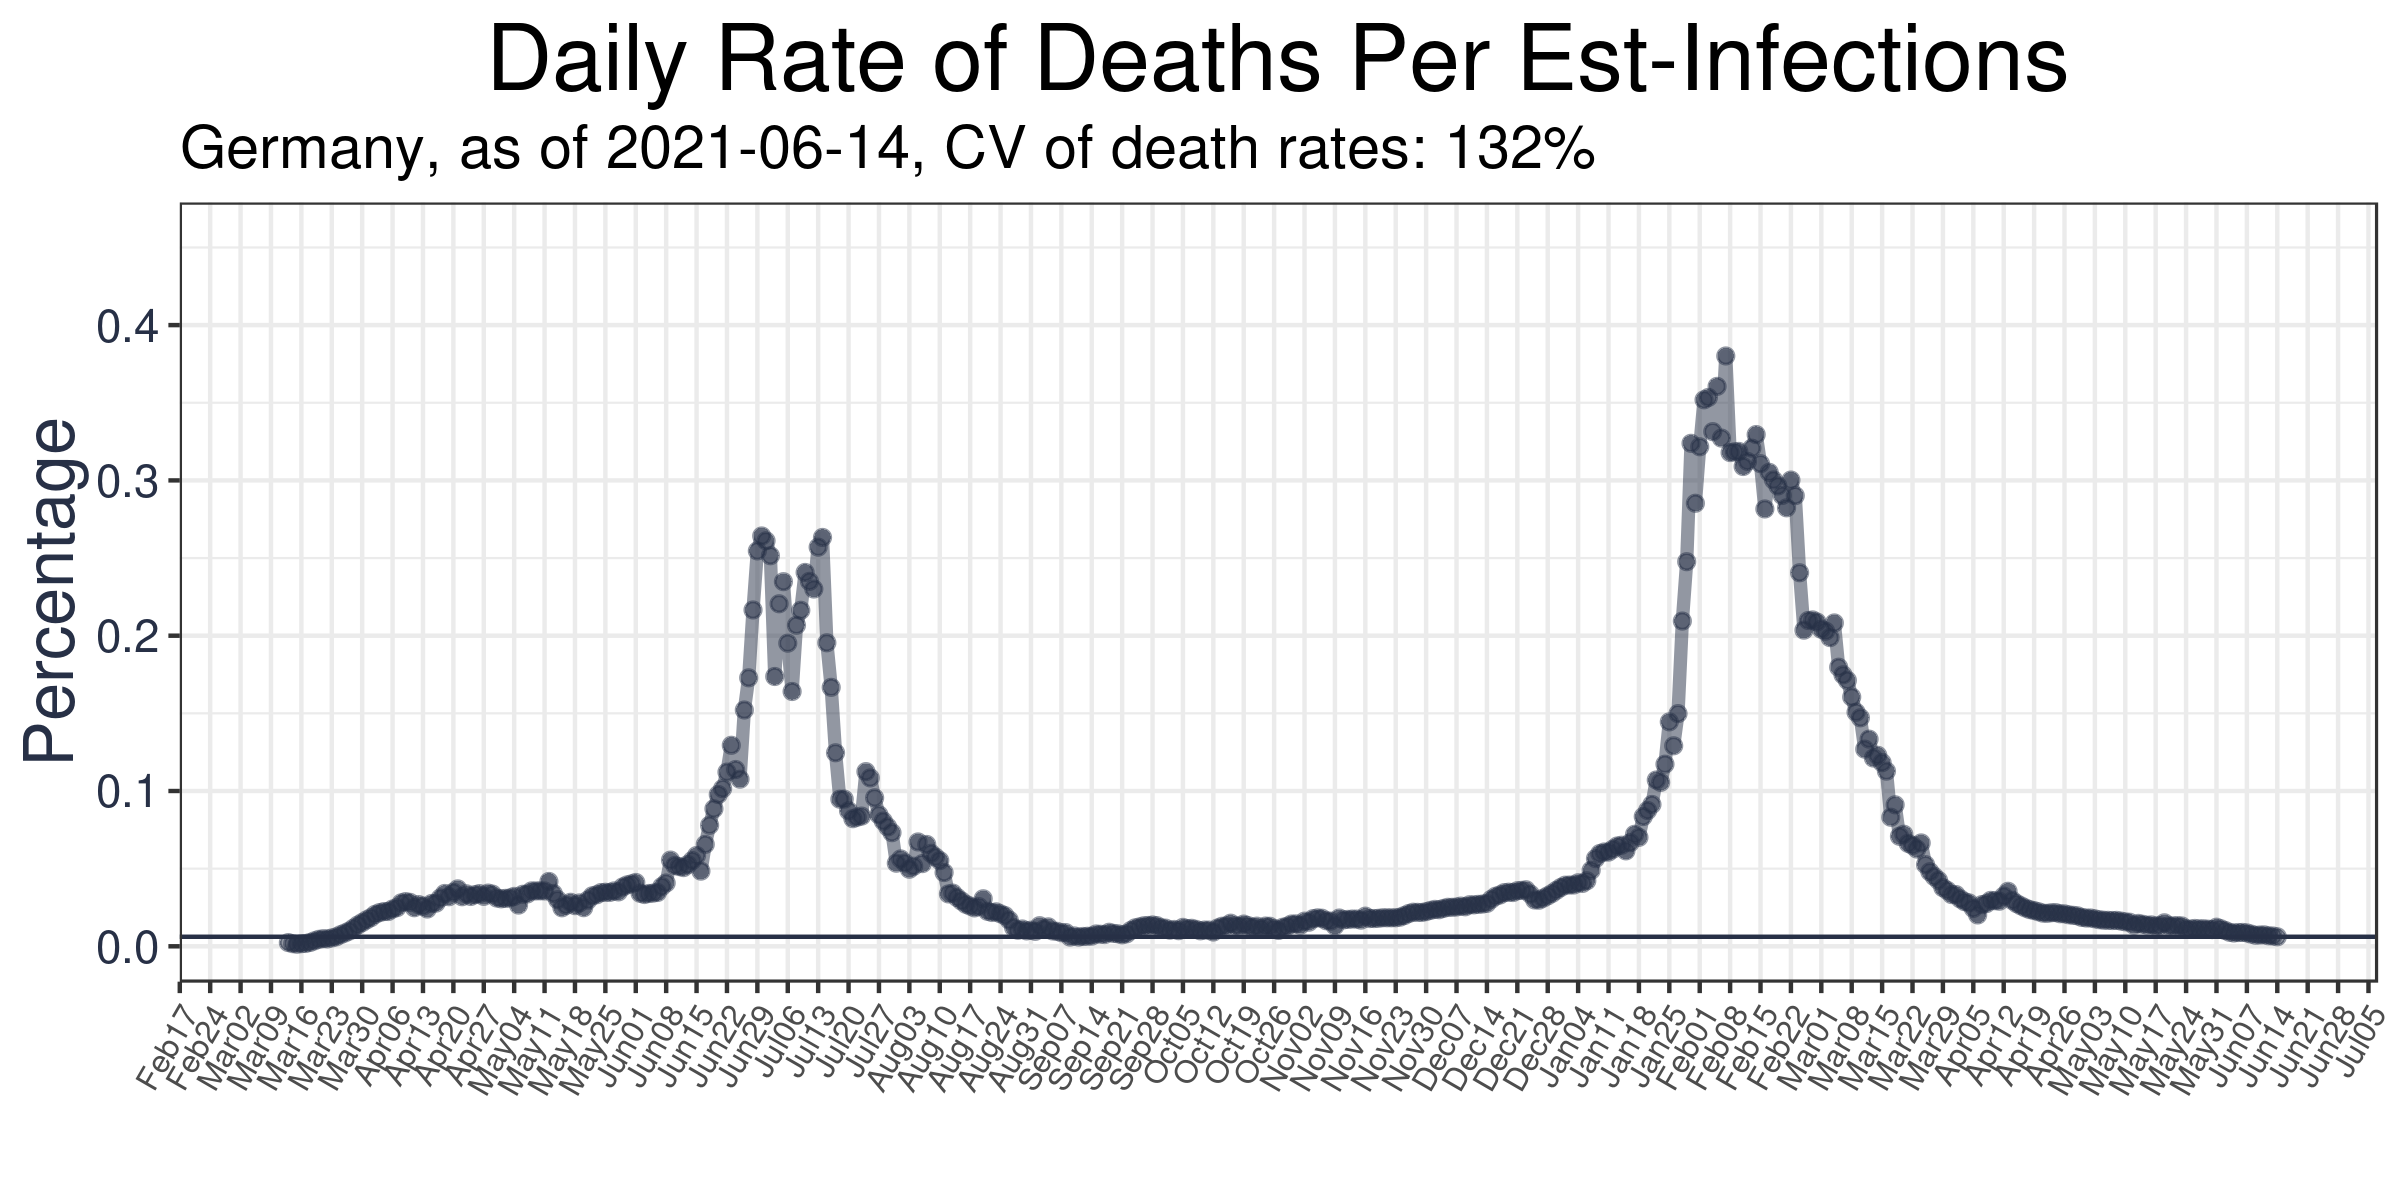 Daily Rate of Deaths Per Est-Infections
Germany, as of 2021-06-14, CV of death rates: 132%
Percentage
0.4
0.3
0.2
0.1
0.0
Feb17
Feb24
Mar02
Mar09
Mar16
Mar23
Mar30
Apr06
Apr13
Apr20
Apr27
May04
May11
May18
May25
Jun01
Jun08
Jun15
Jun22
Jun29
Jul06
Jul13
Jul20
Jul27
Aug03
Aug10
Aug17
Aug24
Aug31
Sep07
Sep14
Sep21
Sep28
Oct05
Oct12
Oct19
Oct26
Nov02
Nov09
Nov16
Nov23
Nov30
Dec07
Dec14
Dec21
Dec28
Dec04
Jan11
Jan18
Jan25
Feb01
Feb08
Feb15
Feb22
Mar01
Mar08
Mar15
Mar22
Mar29
Apr05
Apr12
Apr19
Apr26
May03
May10
May17
May24
May31
Jun07
Jun14
Jun21
Jun28
Jul05